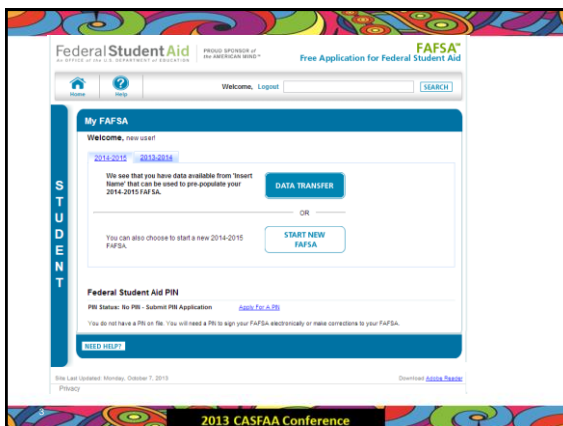 Federal Student Aid
An OFFICE of the U.S. DEPARTMENT of EDUCATION
PROUD SPONSOR of
the AMERICAN MIND™
FAFSA™
Free Application for Federal Student Aid
Home
Help
Welcome, Logout
SEARCH
STUDENT
My FAFSA
Welcome, new user!
2014-2015 2013-2014
We see that you have data available from 'Insert
Name' that can be used to pre-populate your
2014-2015 FAFSA.
DATA TRANSFER
OR
You can also choose to start a new 2014-2015
FAFSA.
START NEW
FAFSA
Federal Student Aid PIN
PIN Status: No PIN - Submit PIN Application Apply For A PIN
You do not have a PIN on file. You will need a PIN to sign your FAFSA electronically or make corrections to your FAFSA.
NEED HELP?
Site Last Updated: Monday, October 7, 2013
Download Adobe Reader
Privacy
3
2013 CASFAA Conference